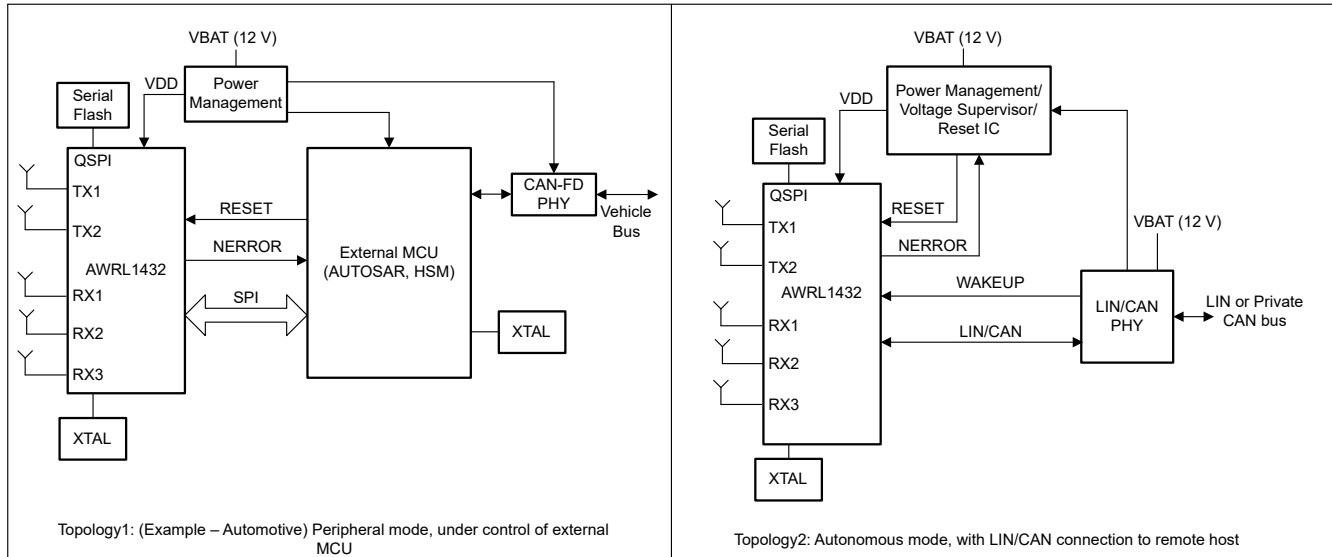 VBAT (12 V)
VDD
Power
Management
Serial
Flash
QSPI
TX1
TX2
AWRL1432
RX1
RX2
RX3
XTAL
RESET
NERROR
SPI
External MCU
(AUTOSAR, HSM)
XTAL
CAN-FD
PHY
Vehicle
Bus
Topology1: (Example – Automotive) Peripheral mode, under control of external
MCU
VBAT (12 V)
VDD
Power Management/
Voltage Supervisor/
Reset IC
Serial
Flash
QSPI
TX1
TX2
AWRL1432
RX1
RX2
RX3
XTAL
RESET
NERROR
WAKEUP
LIN/CAN
VBAT (12 V)
LIN/CAN
PHY
LIN or Private
CAN bus
Topology2: Autonomous mode, with LIN/CAN connection to remote host